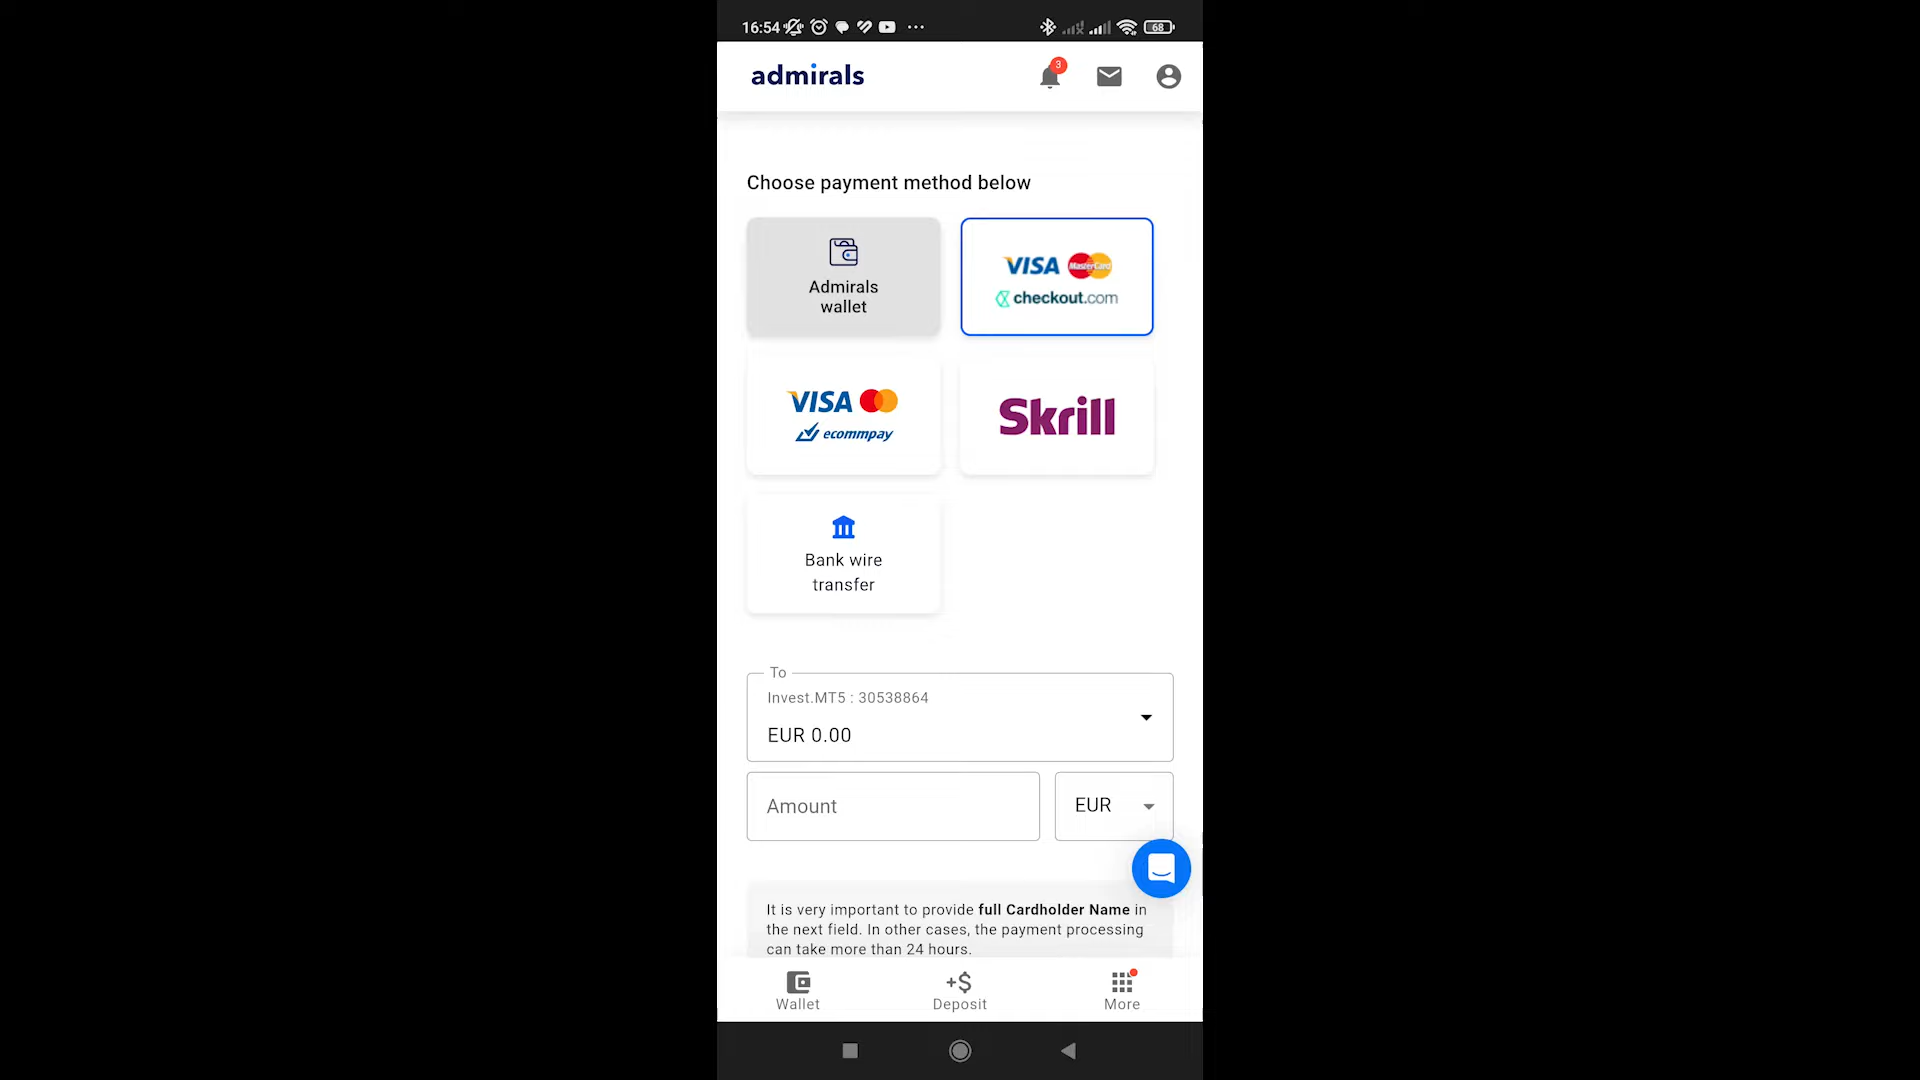 16:54
68
admirals
3
Choose payment method below
Admirals
wallet
VISA MasterCard
checkout.com
VISA
ecommpay
Skrill
Bank wire
transfer
To
Invest.MT5 : 30538864
EUR 0.00
Amount
EUR
It is very important to provide full Cardholder Name in
the next field. In other cases, the payment processing
can take more than 24 hours.
Wallet
+$
Deposit
More